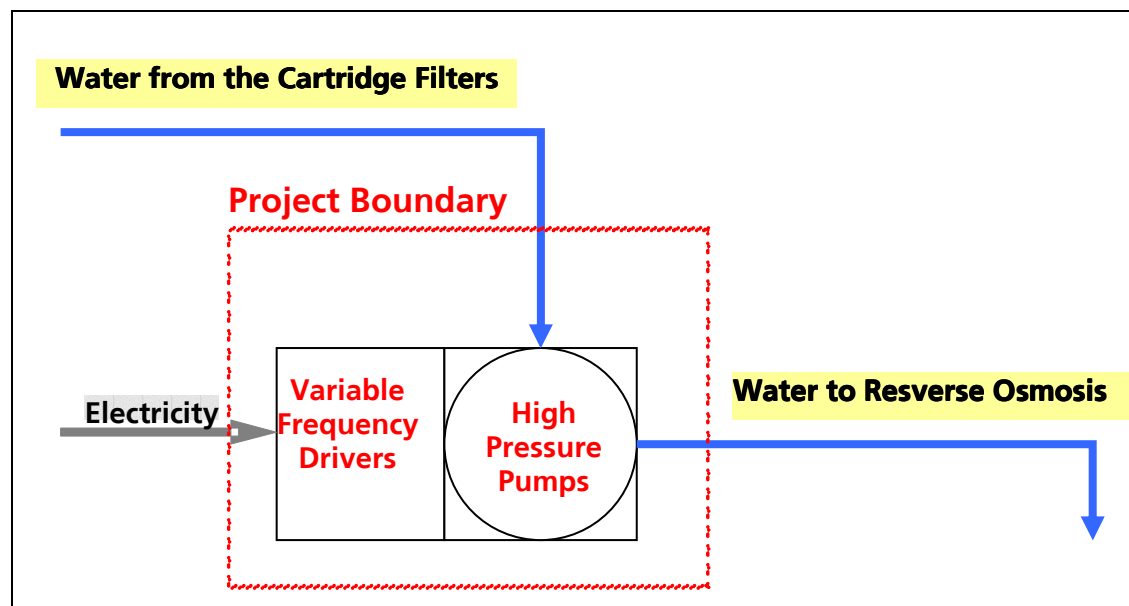 Water from the Cartridge Filters
Project Boundary
Electricity
Variable
Frequency
Drivers
High
Pressure
Pumps
Water to Resverse Osmosis